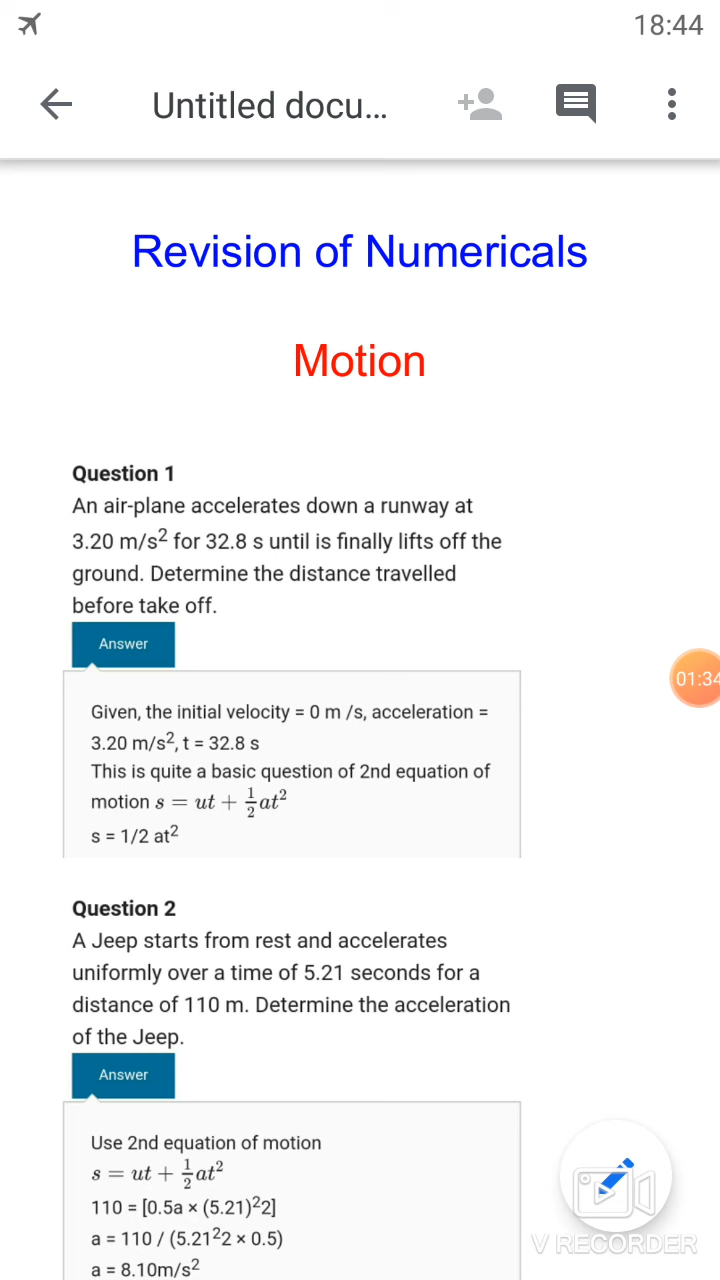 18:44
Untitled docu...
Revision of Numericals
Motion
Question 1
An air-plane accelerates down a runway at
3.20 m/s² for 32.8 s until is finally lifts off the
ground. Determine the distance travelled
before take off.
Answer
01:34
Given, the initial velocity = 0 m /s, acceleration =
3.20 m/s², t = 32.8 s
This is quite a basic question of 2nd equation of
motion s = ut + ½at²
s = 1/2 at²
Question 2
A Jeep starts from rest and accelerates
uniformly over a time of 5.21 seconds for a
distance of 110 m. Determine the acceleration
of the Jeep.
Answer
Use 2nd equation of motion
s = ut + ½at²
110 = [0.5a × (5.21)²2]
a = 110 / (5.21²2 × 0.5)
a = 8.10m/s²
V RECORDER